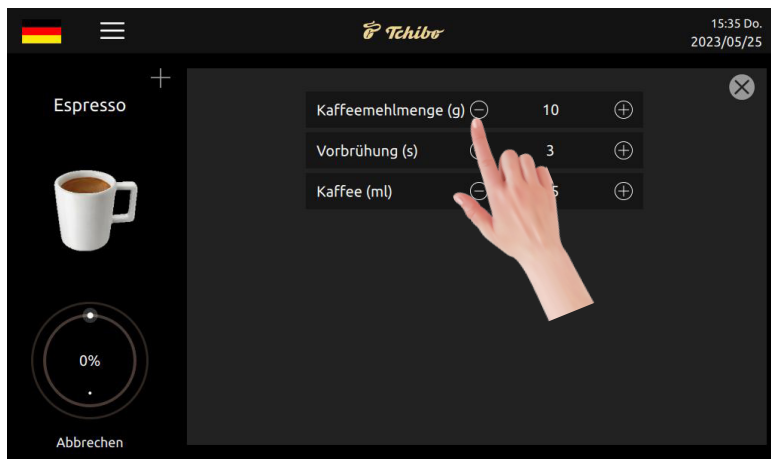 Tchibo
15:35 Do.
2023/05/25
Espresso
Kaffeemehlmenge (g) 10
Vorbrühung (s) 3
Kaffee (ml)
0%
Abbrechen